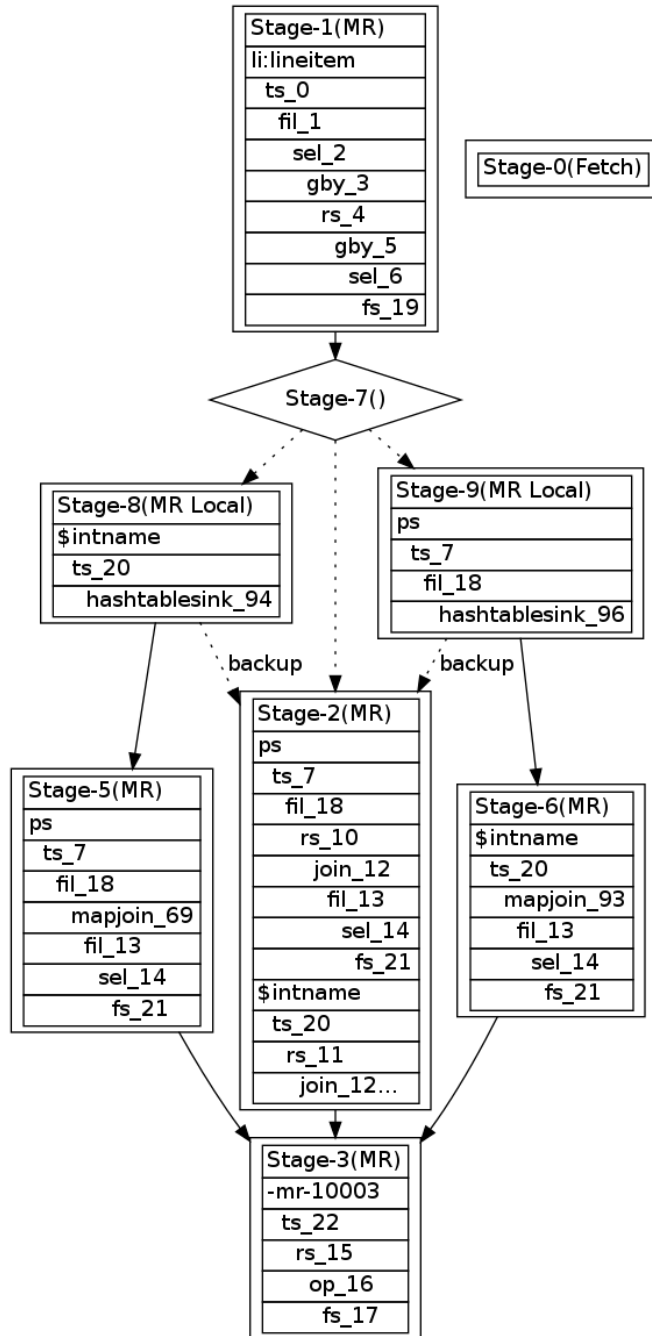 Stage-1(MR)
li:lineitem
ts_0
fil_1
sel_2
gby_3
rs_4
gby_5
sel_6
fs_19
Stage-0(Fetch)
Stage-7()
Stage-8(MR Local)
$intname
ts_20
hashtablesink_94
Stage-9(MR Local)
ps
ts_7
fil_18
hashtablesink_96
backup
backup
Stage-5(MR)
ps
ts_7
fil_18
mapjoin_69
fil_13
sel_14
fs_21
Stage-2(MR)
ps
ts_7
fil_18
rs_10
join_12
fil_13
sel_14
fs_21
$intname
ts_20
rs_11
join_12...
Stage-6(MR)
$intname
ts_20
mapjoin_93
fil_13
sel_14
fs_21
Stage-3(MR)
-mr-10003
ts_22
rs_15
op_16
fs_17